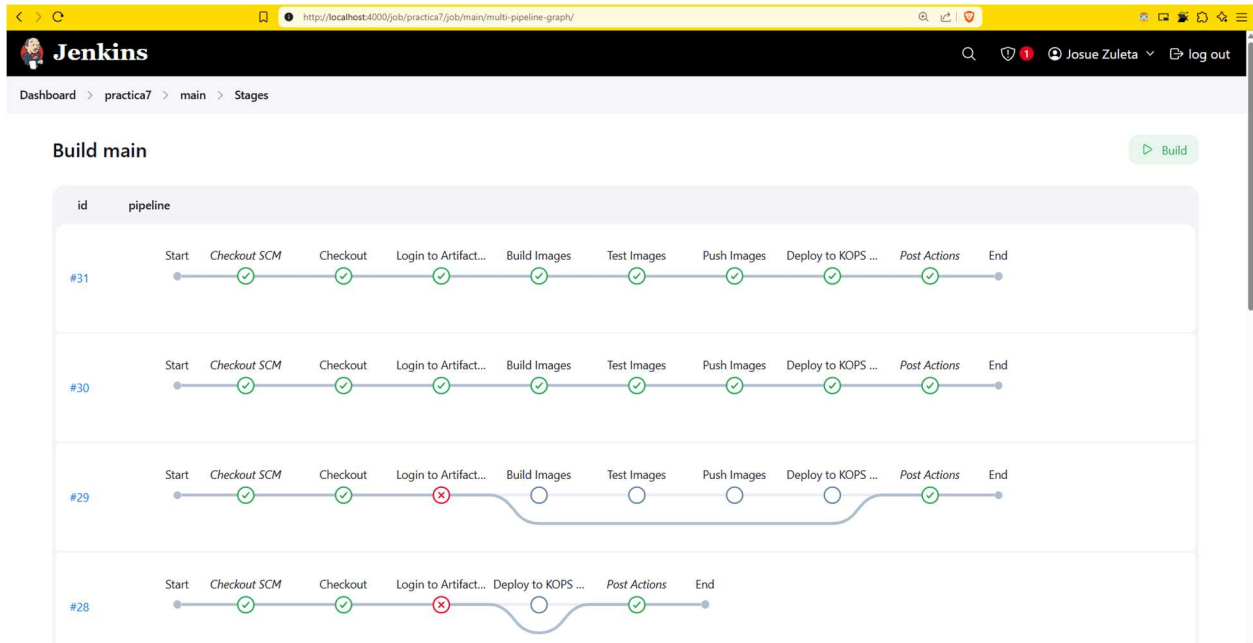 http://localhost:4000/job/practica7/job/main/multi-pipeline-graph/
Jenkins
1
Josue Zuleta
log out
Dashboard > practica7 > main > Stages
Build main
Build
id pipeline
Start Checkout SCM Checkout Login to Artifact... Build Images Test Images Push Images Deploy to KOPS ... Post Actions End
#31
Start Checkout SCM Checkout Login to Artifact... Build Images Test Images Push Images Deploy to KOPS ... Post Actions End
#30
Start Checkout SCM Checkout Login to Artifact... Build Images Test Images Push Images Deploy to KOPS ... Post Actions End
#29
Start Checkout SCM Checkout Login to Artifact... Deploy to KOPS ... Post Actions End
#28